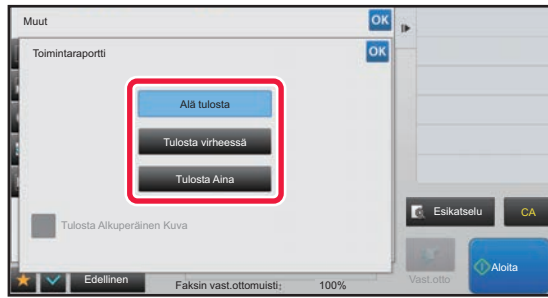 Muut
OK
Toimintaraportti
OK
Alä tulosta
Tulosta virheessä
Tulosta Aina
Tulosta Alkuperäinen Kuva
Esikatselu
CA
Edellinen
Faksin vast.ottomuisti:
100%
Vast.otto
Aloita